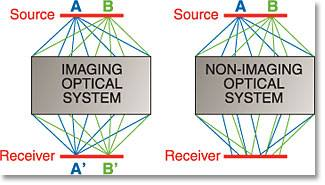 A B A B
Source Source
IMAGING
OPTICAL
SYSTEM
NON-IMAGING
OPTICAL
SYSTEM
Receiver Receiver
A' B'